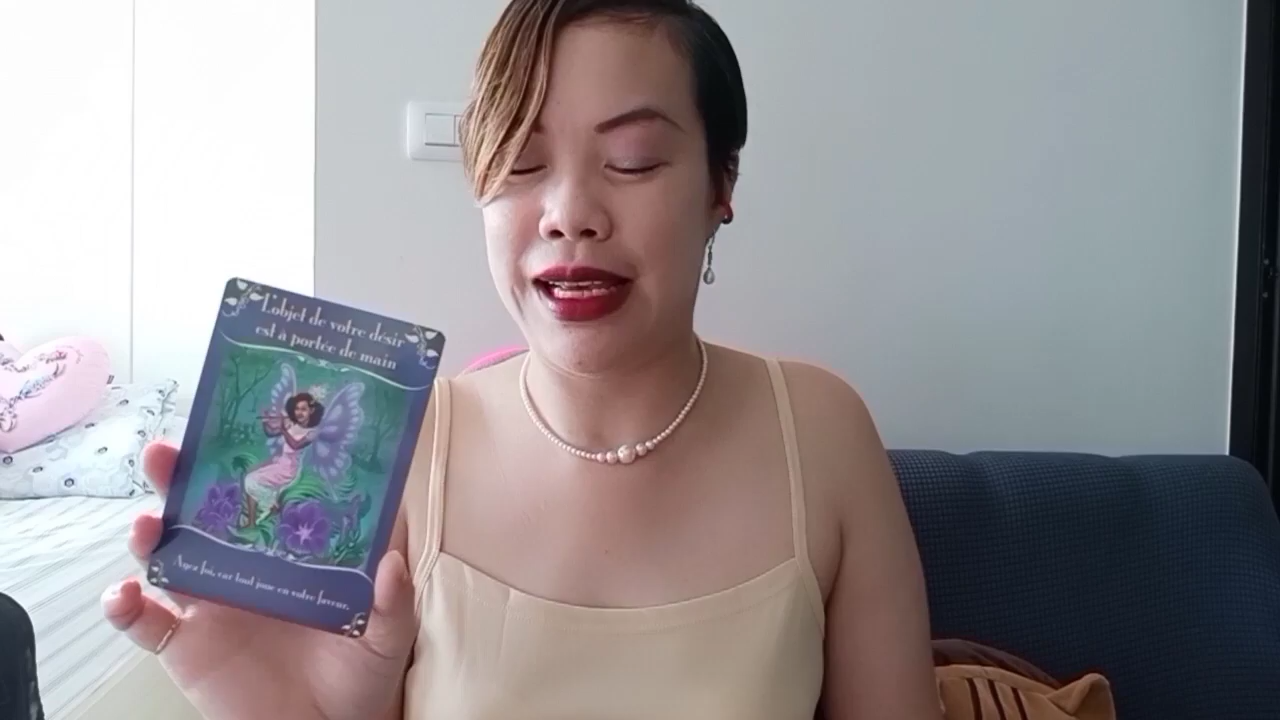 L'objet de votre désir
est à portée de main
Ayez foi, car tout joue en votre faveur.